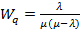 W_q = λ / μ(μ−λ)